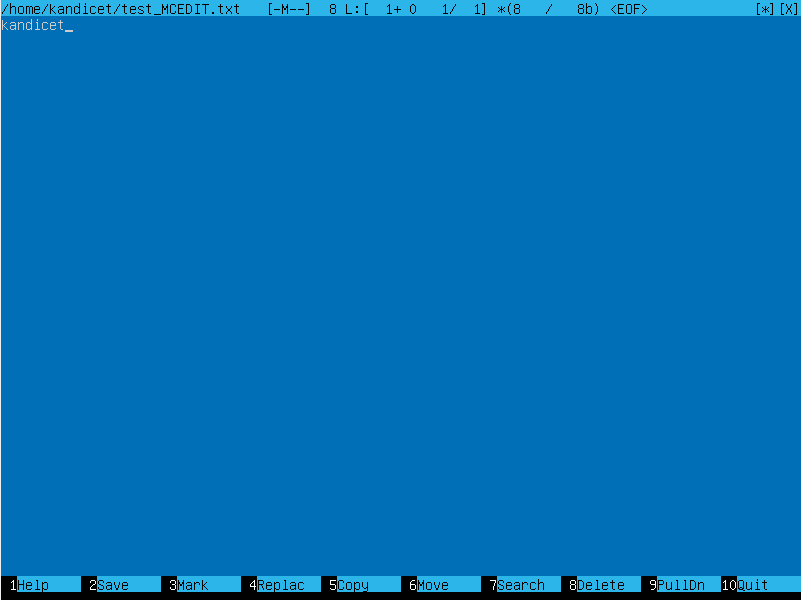 /home/kandicet/test_MCEDIT.txt   [-M--]  8 L:[  1+ 0   1/  1] *(8   /   8b) <EOF>   [*][X]
kandicet_
1Help   2Save   3Mark   4Replac   5Copy   6Move   7Search   8Delete   9PullDn   10Quit